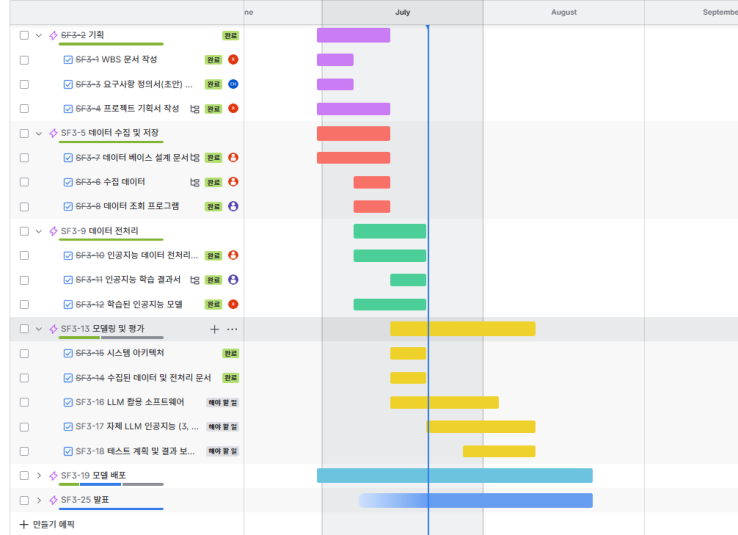 ne July August Septembe
SF3-2 기획 완료
SF3-1 WBS 문서 작성 완료
SF3-3 요구사항 정의서(초안) ... 완료 CH
SF3-4 프로젝트 기획서 작성 완료
SF3-5 데이터 수집 및 저장
SF3-7 데이터 베이스 설계 문서 완료
SF3-6 수집 데이터 완료
SF3-8 데이터 조회 프로그램 완료
SF3-9 데이터 전처리
SF3-10 인공지능 데이터 전처리... 완료
SF3-11 인공지능 학습 결과서 완료
SF3-12 학습된 인공지능 모델 완료
SF3-13 모델링 및 평가
SF3-15 시스템 아키텍처 완료
SF3-14 수집된 데이터 및 전처리 문서 완료
SF3-16 LLM 활용 소프트웨어 해야 할 일
SF3-17 자체 LLM 인공지능 (3, ... 해야 할 일
SF3-18 테스트 계획 및 결과 보... 해야 할 일
SF3-19 모델 배포
SF3-25 발표
만들기 에픽